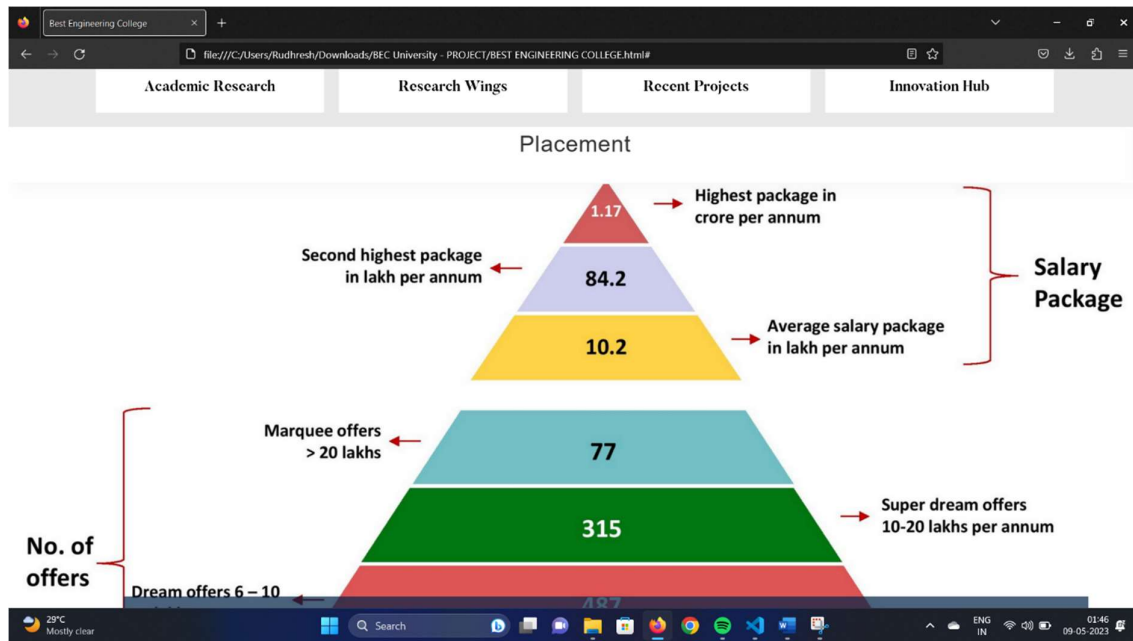 Best Engineering College
file:///C:/Users/Rudhresh/Downloads/BEC University - PROJECT/BEST ENGINEERING COLLEGE.html#
Academic Research
Research Wings
Recent Projects
Innovation Hub
Placement
1.17
Highest package in
crore per annum
Second highest package
in lakh per annum
84.2
Salary
Package
10.2
Average salary package
in lakh per annum
Marquee offers
> 20 lakhs
77
315
Super dream offers
10-20 lakhs per annum
No. of
offers
Dream offers 6 – 10
487
29°C
Mostly clear
Search
ENG
IN
01:46
09-05-2023